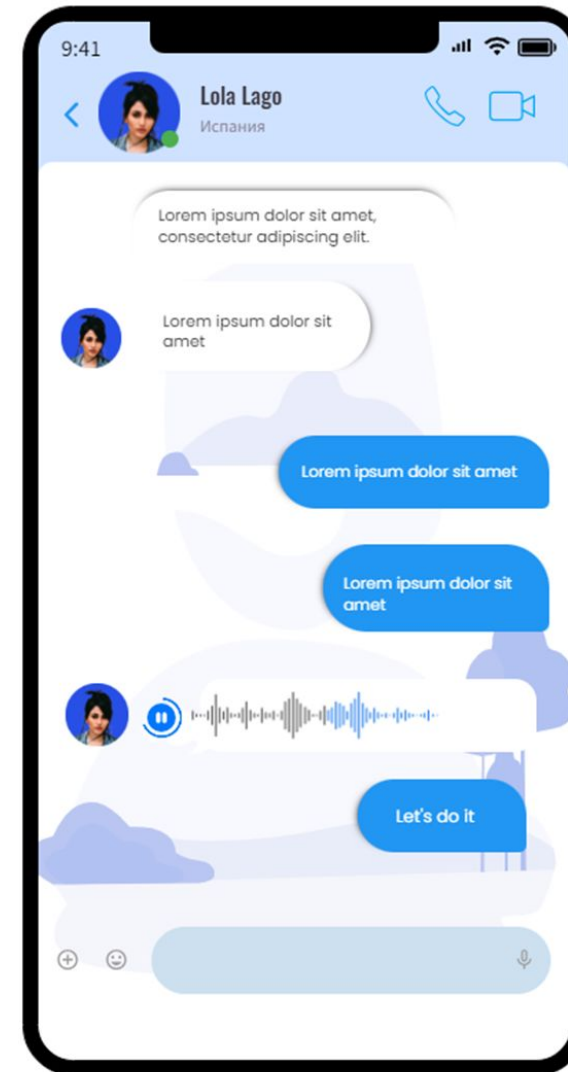 9:41
Lola Lago
Испания
Lorem ipsum dolor sit amet,
consectetur adipiscing elit.
Lorem ipsum dolor sit
amet
Lorem ipsum dolor sit amet
Lorem ipsum dolor sit
amet
Let's do it